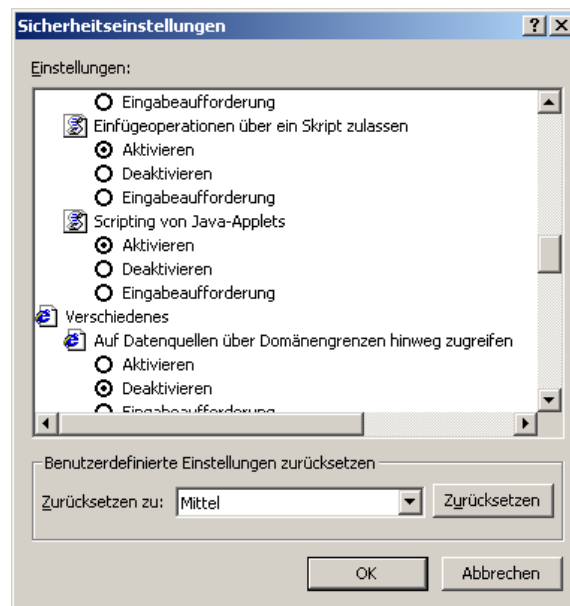 Sicherheitseinstellungen
Einstellungen:
Eingabeaufforderung
Einfügeoperationen über ein Skript zulassen
Aktivieren
Deaktivieren
Eingabeaufforderung
Scripting von Java-Applets
Aktivieren
Deaktivieren
Eingabeaufforderung
Verschiedenes
Auf Datenquellen über Domänengrenzen hinweg zugreifen
Aktivieren
Deaktivieren
Eingabeaufforderung
Benutzerdefinierte Einstellungen zurücksetzen
Zurücksetzen zu: Mittel Zurücksetzen
OK Abbrechen